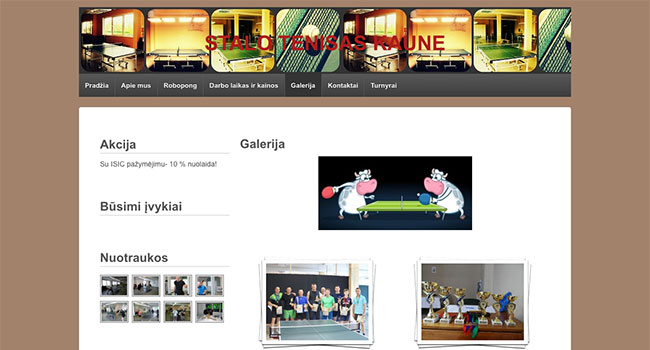 STALO TENISAS KAUNE
Pradžia Apie mus Robopong Darbo laikas ir kainos Galerija Kontaktai Turnyrai
Akcija
Su ISIC pažymėjimu- 10 % nuolaida!
Būsimi įvykiai
Nuotraukos
Galerija